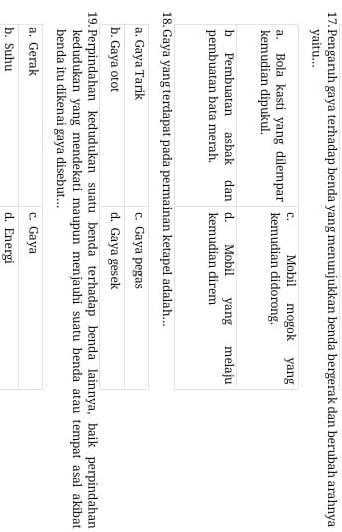 17. Pengaruh gaya terhadap benda yang menunjukkan benda bergerak dan berubah arahnya
yaitu...
a. Bola kasti yang dilempar
kemudian dipukul.
c. Mobil mogok yang
kemudian didorong.
b Pembuatan asbak dan
pembuatan bata merah.
d. Mobil yang melaju
kemudian direm
18. Gaya yang terdapat pada permainan ketapel adalah...
a. Gaya Tarik
c. Gaya pegas
b. Gaya otot
d. Gaya gesek
19. Perpindahan kedudukan suatu benda terhadap benda lainnya, baik perpindahan
kedudukan yang mendekati maupun menjauhi suatu benda atau tempat asal akibat
benda itu dikenai gaya disebut...
a. Gerak
c. Gaya
b. Suhu
d. Energi